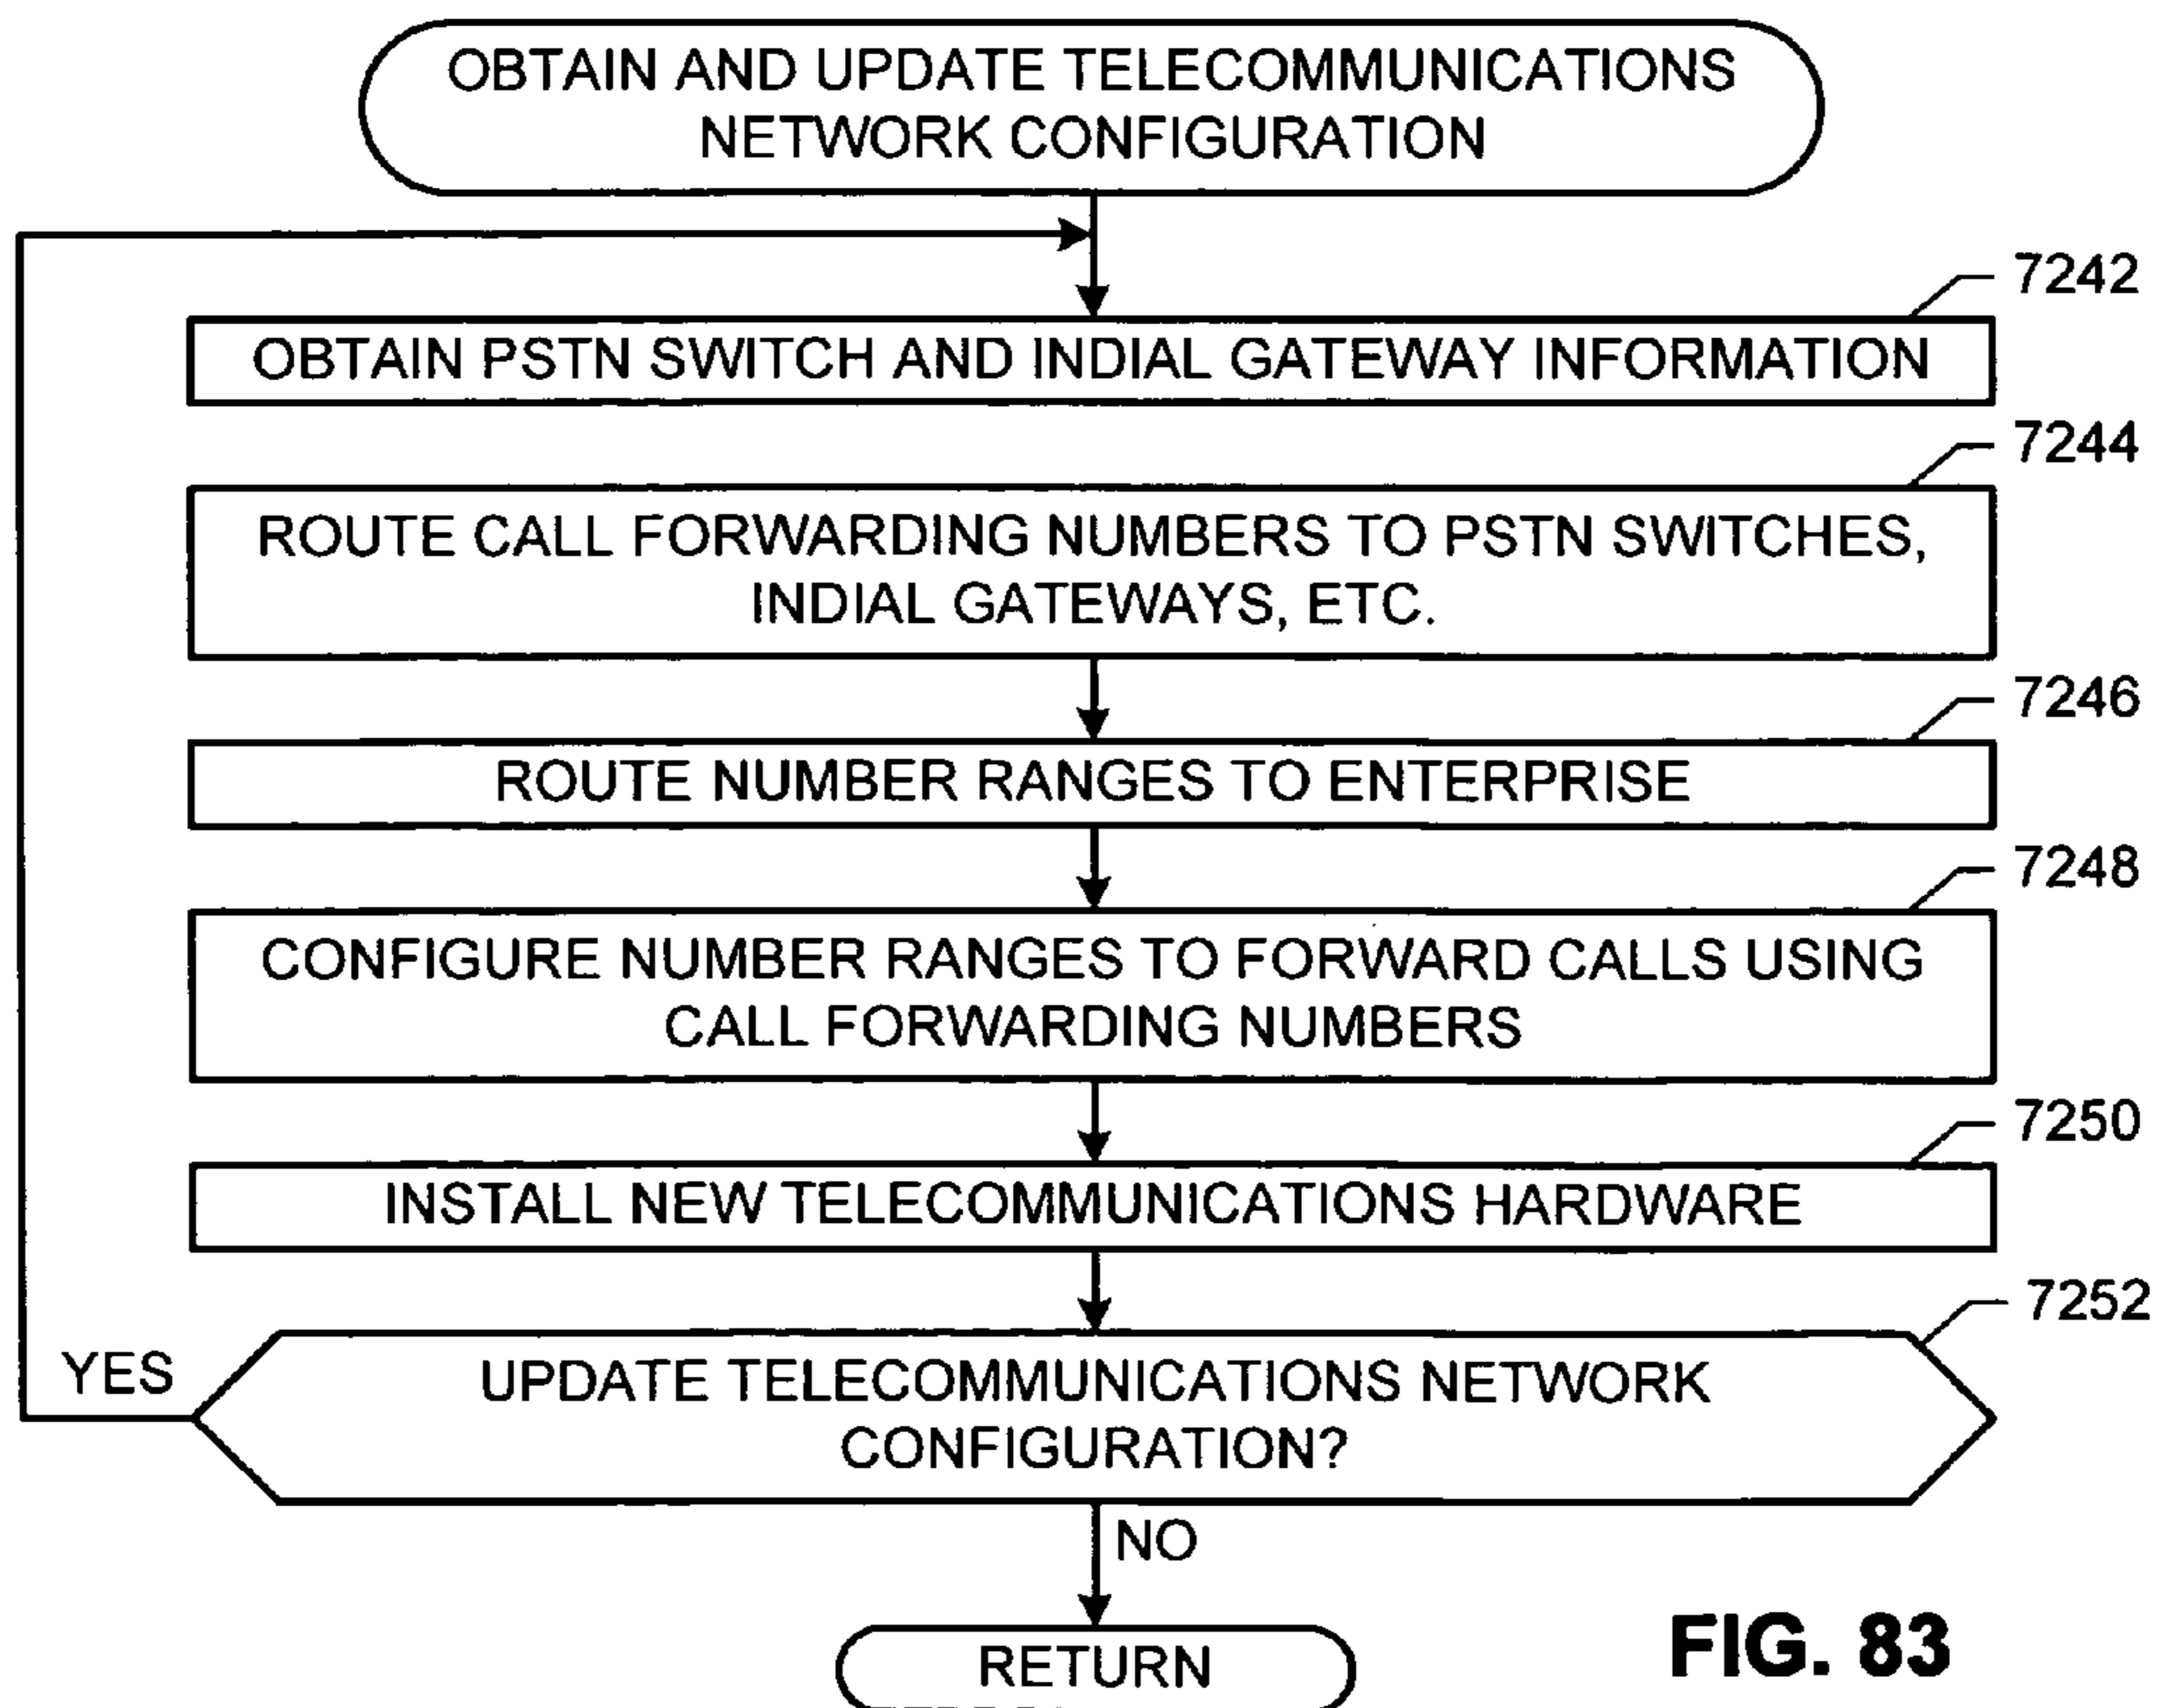 OBTAIN AND UPDATE TELECOMMUNICATIONS
NETWORK CONFIGURATION
7242
OBTAIN PSTN SWITCH AND INDIAL GATEWAY INFORMATION
7244
ROUTE CALL FORWARDING NUMBERS TO PSTN SWITCHES,
INDIAL GATEWAYS, ETC.
7246
ROUTE NUMBER RANGES TO ENTERPRISE
7248
CONFIGURE NUMBER RANGES TO FORWARD CALLS USING
CALL FORWARDING NUMBERS
7250
INSTALL NEW TELECOMMUNICATIONS HARDWARE
7252
YES
UPDATE TELECOMMUNICATIONS NETWORK
CONFIGURATION?
NO
RETURN
FIG. 83